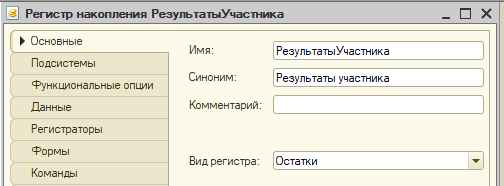 Регистр накопления РезультатыУчастника
Основные
Подсистемы
Функциональные опции
Данные
Регистраторы
Формы
Команды
Имя: РезультатыУчастника
Синоним: Результаты участника
Комментарий:
Вид регистра: Остатки